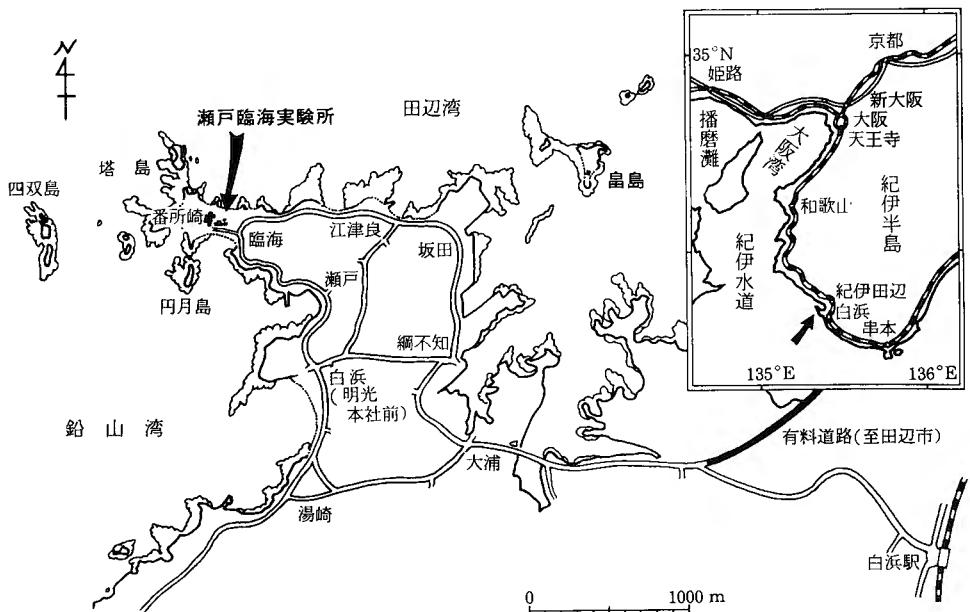 N
瀬戸臨海実験所
田辺湾
塔島
四双島
番所崎
臨海
江津良
坂田
畠島
円月島
瀬戸
綱不知
白浜
(明光
本社前)
鉛山湾
大浦
湯崎
有料道路(至田辺市)
白浜駅
0 1000 m
35°N
京都
姫路
新大阪
大阪
天王寺
播磨灘
大阪湾
和歌山
紀伊半島
紀伊水道
紀伊田辺
白浜
串本
135°E 136°E